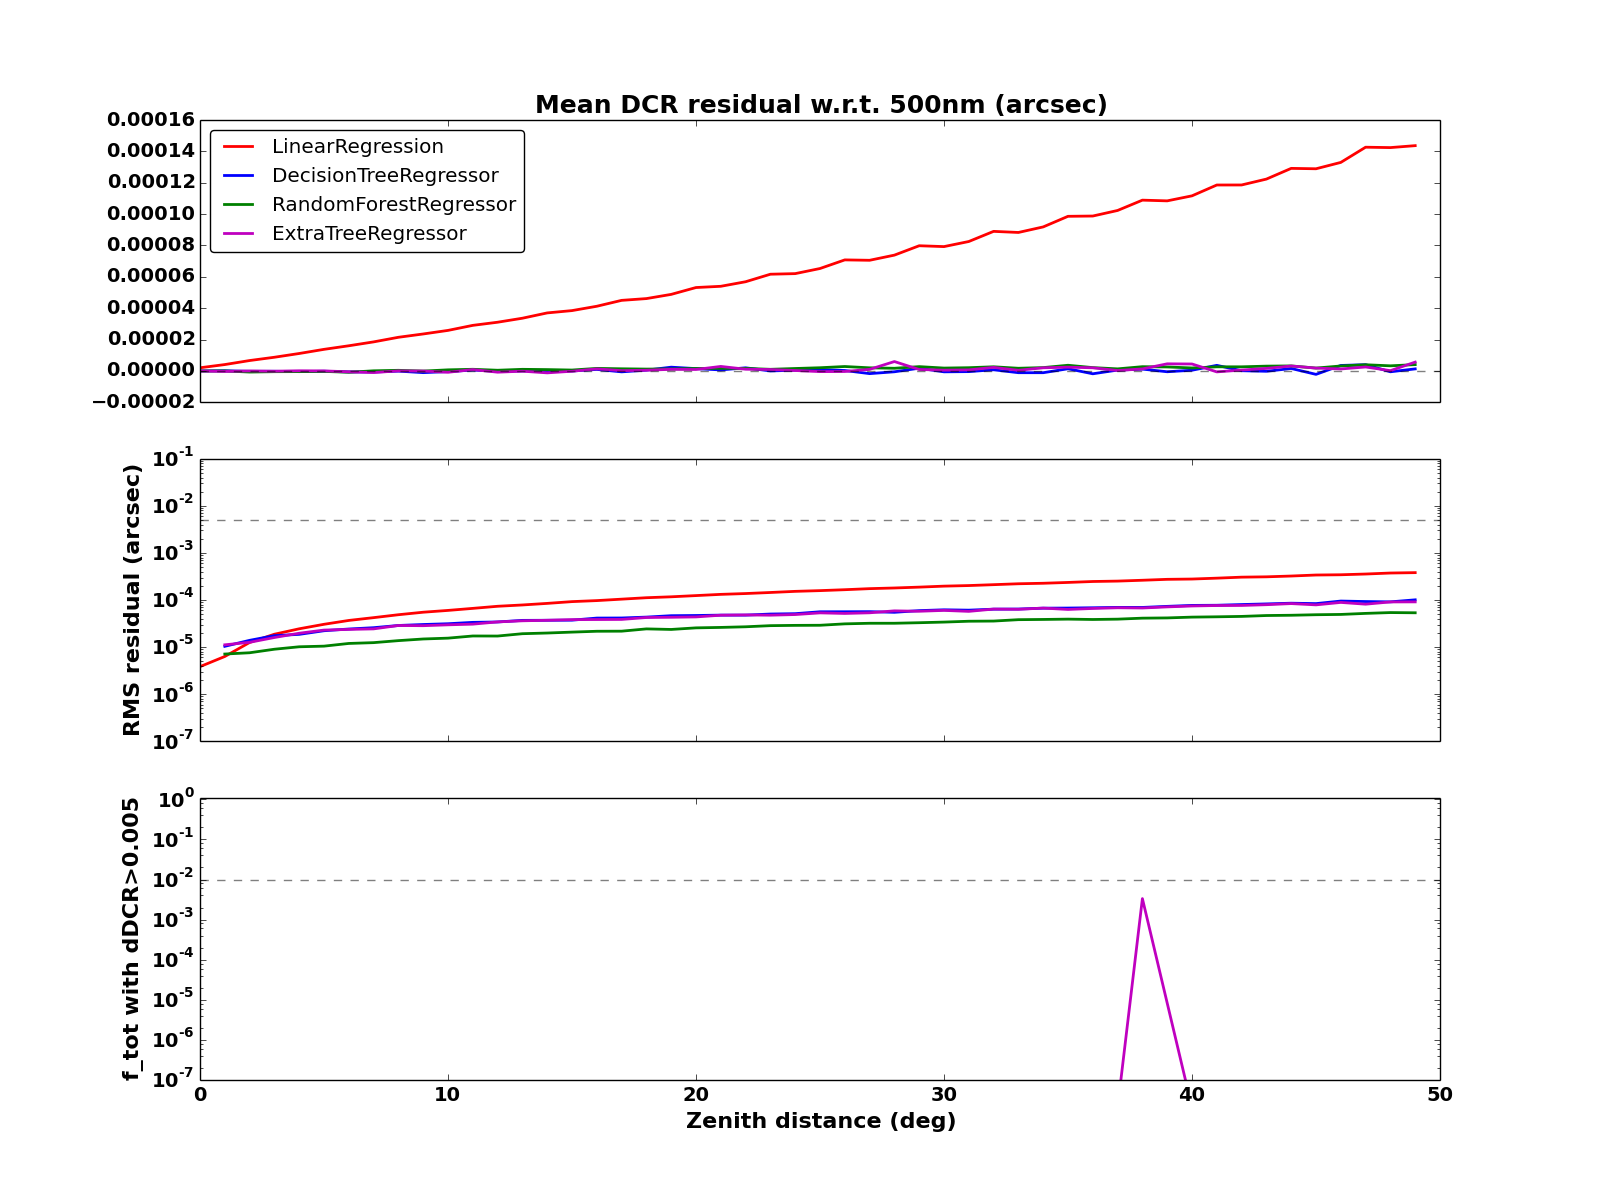 Mean DCR residual w.r.t. 500nm (arcsec)
0.00016
0.00014
0.00012
0.00010
0.00008
0.00006
0.00004
0.00002
0.00000
−0.00002
LinearRegression
DecisionTreeRegressor
RandomForestRegressor
ExtraTreeRegressor
RMS residual (arcsec)
10^-1
10^-2
10^-3
10^-4
10^-5
10^-6
10^-7
f_tot with dDCR>0.005
10^0
10^-1
10^-2
10^-3
10^-4
10^-5
10^-6
10^-7
0 10 20 30 40 50
Zenith distance (deg)